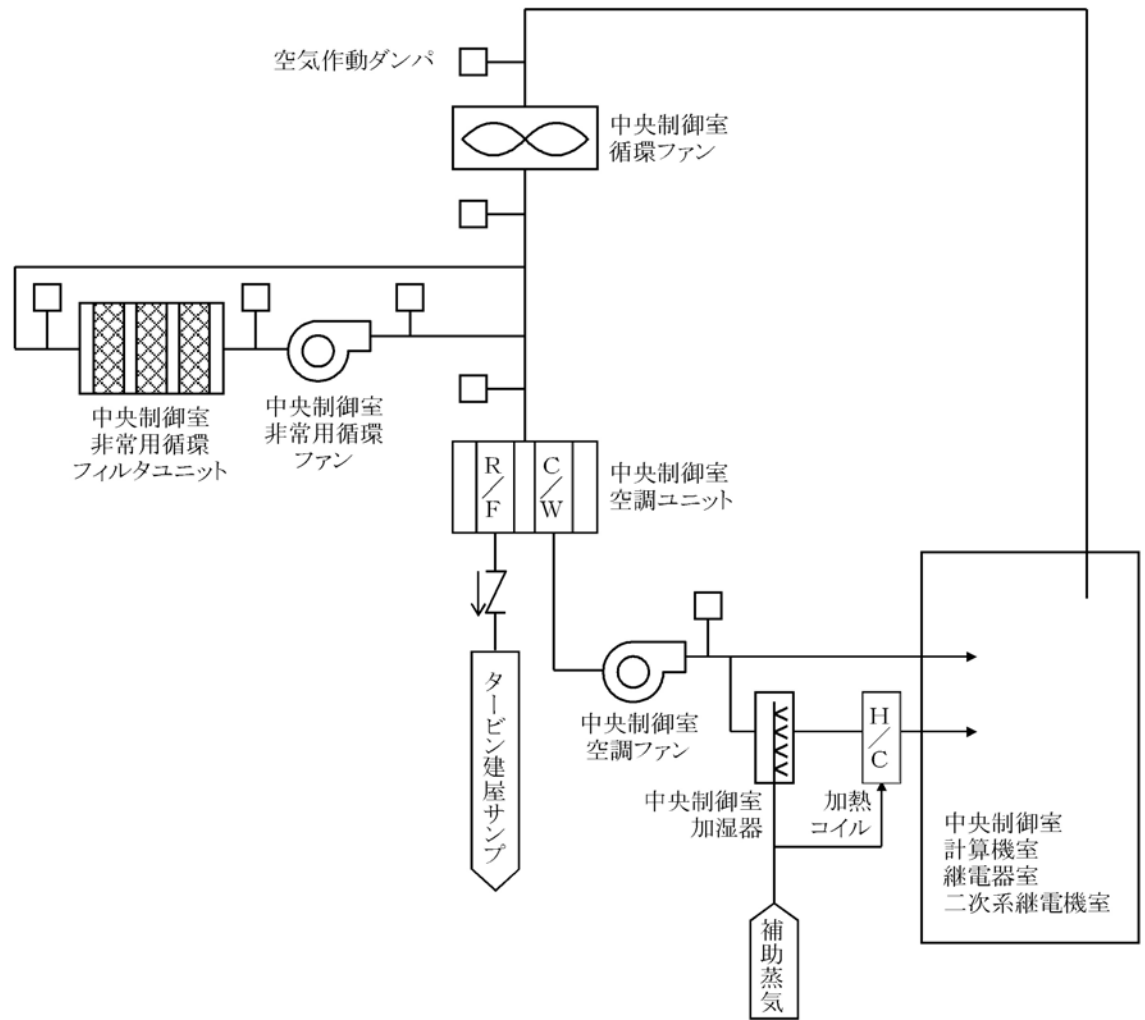 空気作動ダンパ
中央制御室
循環ファン
中央制御室
非常用循環
フィルタユニット
中央制御室
非常用循環
ファン
R/F
C/W
中央制御室
空調ユニット
タービン建屋サンプ
中央制御室
空調ファン
中央制御室
加湿器
H/C
加熱
コイル
補助蒸気
中央制御室
計算機室
継電器室
二次系継電機室